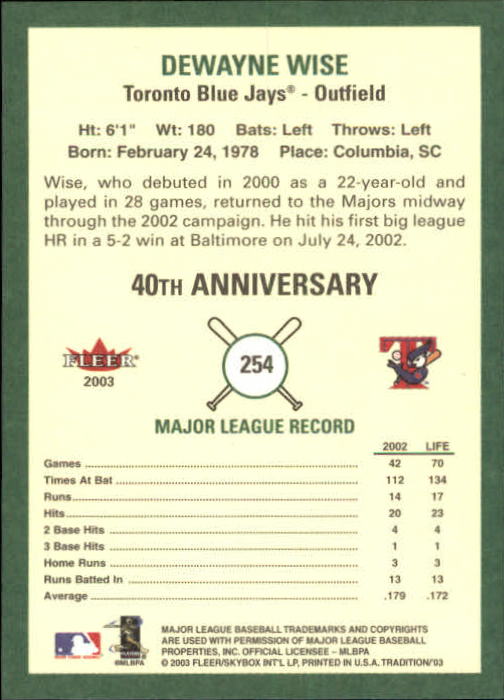 DEWAYNE WISE
Toronto Blue Jays® - Outfield
Ht: 6'1" Wt: 180 Bats: Left Throws: Left
Born: February 24, 1978 Place: Columbia, SC
Wise, who debuted in 2000 as a 22-year-old and
played in 28 games, returned to the Majors midway
through the 2002 campaign. He hit his first big league
HR in a 5-2 win at Baltimore on July 24, 2002.
40TH ANNIVERSARY
FLEER®
2003
254
T
MAJOR LEAGUE RECORD
2002 LIFE
Games 42 70
Times At Bat 112 134
Runs 14 17
Hits 20 23
2 Base Hits 4 4
3 Base Hits 1 1
Home Runs 3 3
Runs Batted In 13 13
Average .179 .172
©MLBPA
MAJOR LEAGUE BASEBALL TRADEMARKS AND COPYRIGHTS
ARE USED WITH PERMISSION OF MAJOR LEAGUE BASEBALL
PROPERTIES, INC. OFFICIAL LICENSEE – MLBPA
© 2003 FLEER/SKYBOX INT'L LP, PRINTED IN U.S.A. TRADITION'03